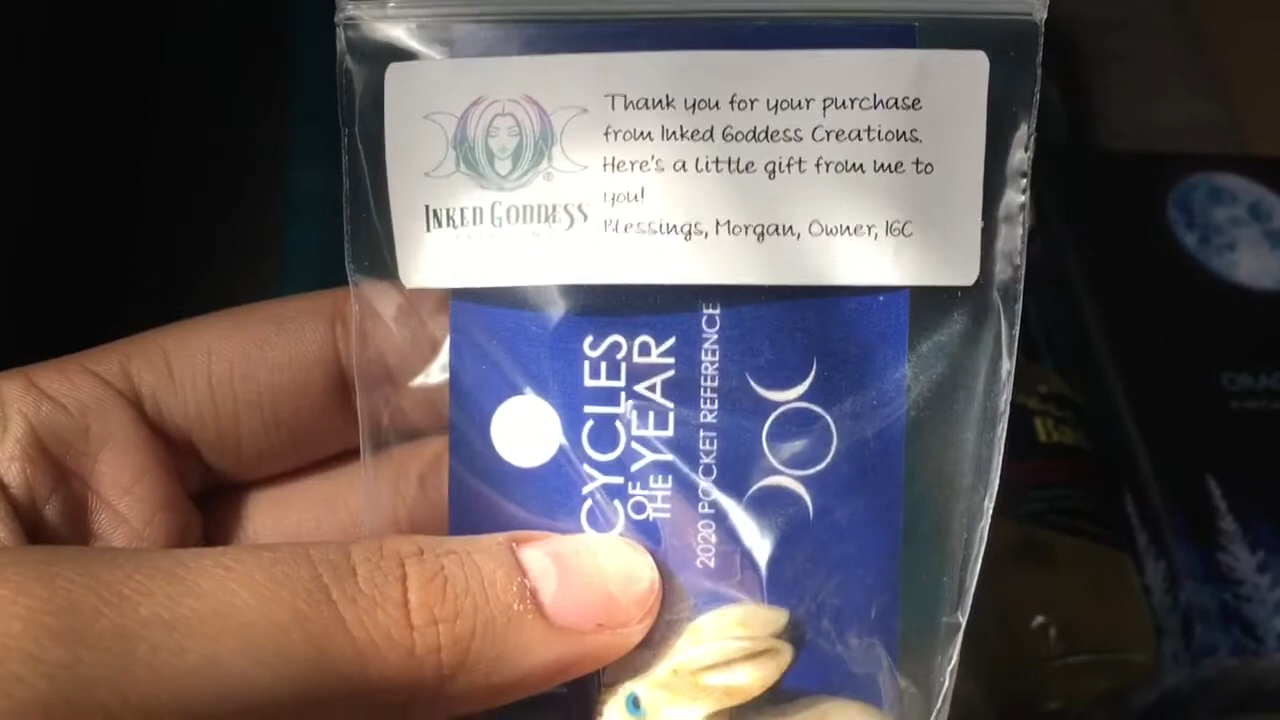 Thank you for your purchase
from Inked Goddess Creations.
Here's a little gift from me to
you!
Blessings, Morgan, Owner, IGC
INKED GODDESS
CYCLES
OF THE YEAR
2020 POCKET REFERENCE